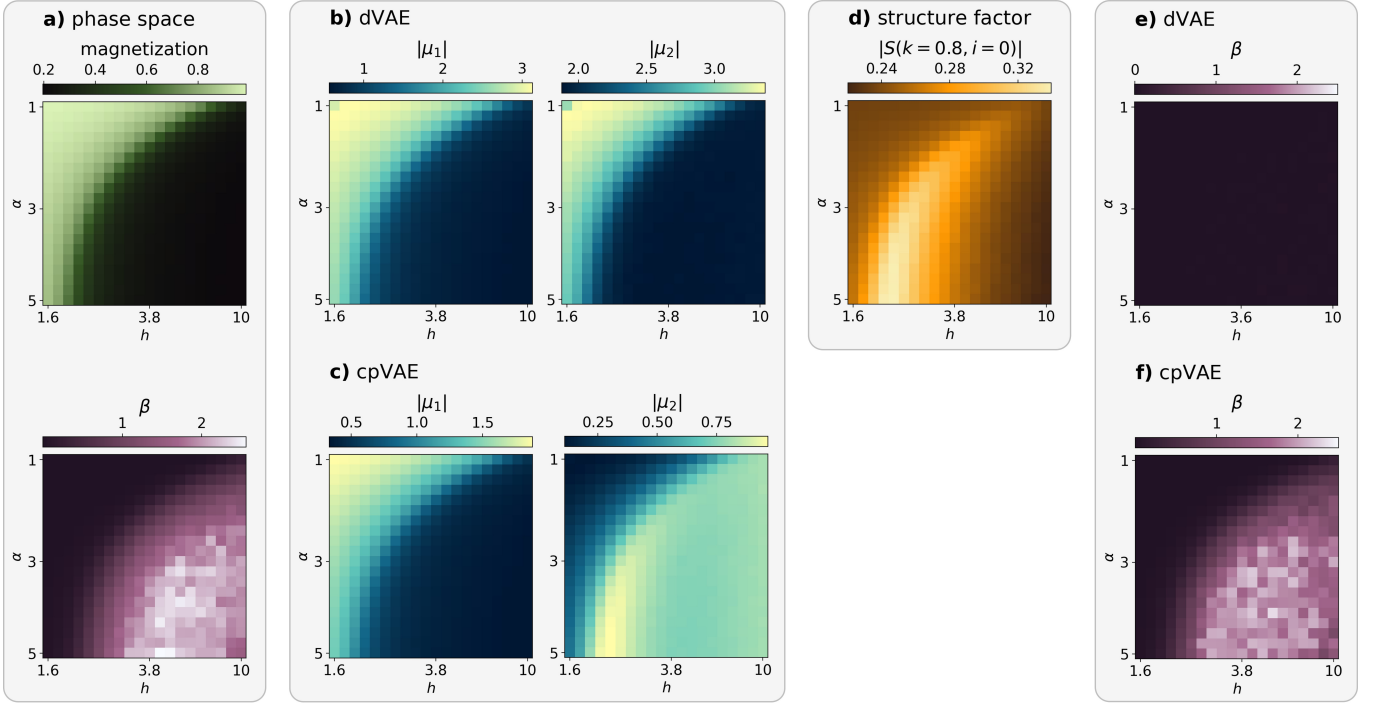 a) phase space
magnetization
0.2 0.4 0.6 0.8
1
3
5
α
1.6 3.8 10
h
β
1 2
1
3
5
α
1.6 3.8 10
h
b) dVAE
|μ₁|
1 2 3
1
3
5
α
1.6 3.8 10
h
|μ₂|
2.0 2.5 3.0
1
3
5
1.6 3.8 10
h
c) cpVAE
|μ₁|
0.5 1.0 1.5
1
3
5
α
1.6 3.8 10
h
|μ₂|
0.25 0.50 0.75
1
3
5
1.6 3.8 10
h
d) structure factor
|S(k = 0.8, i = 0)|
0.24 0.28 0.32
1
3
5
α
1.6 3.8 10
h
e) dVAE
β
0 1 2
1
3
5
α
1.6 3.6 10
h
f) cpVAE
β
1 2
1
3
5
α
1.6 3.8 10
h